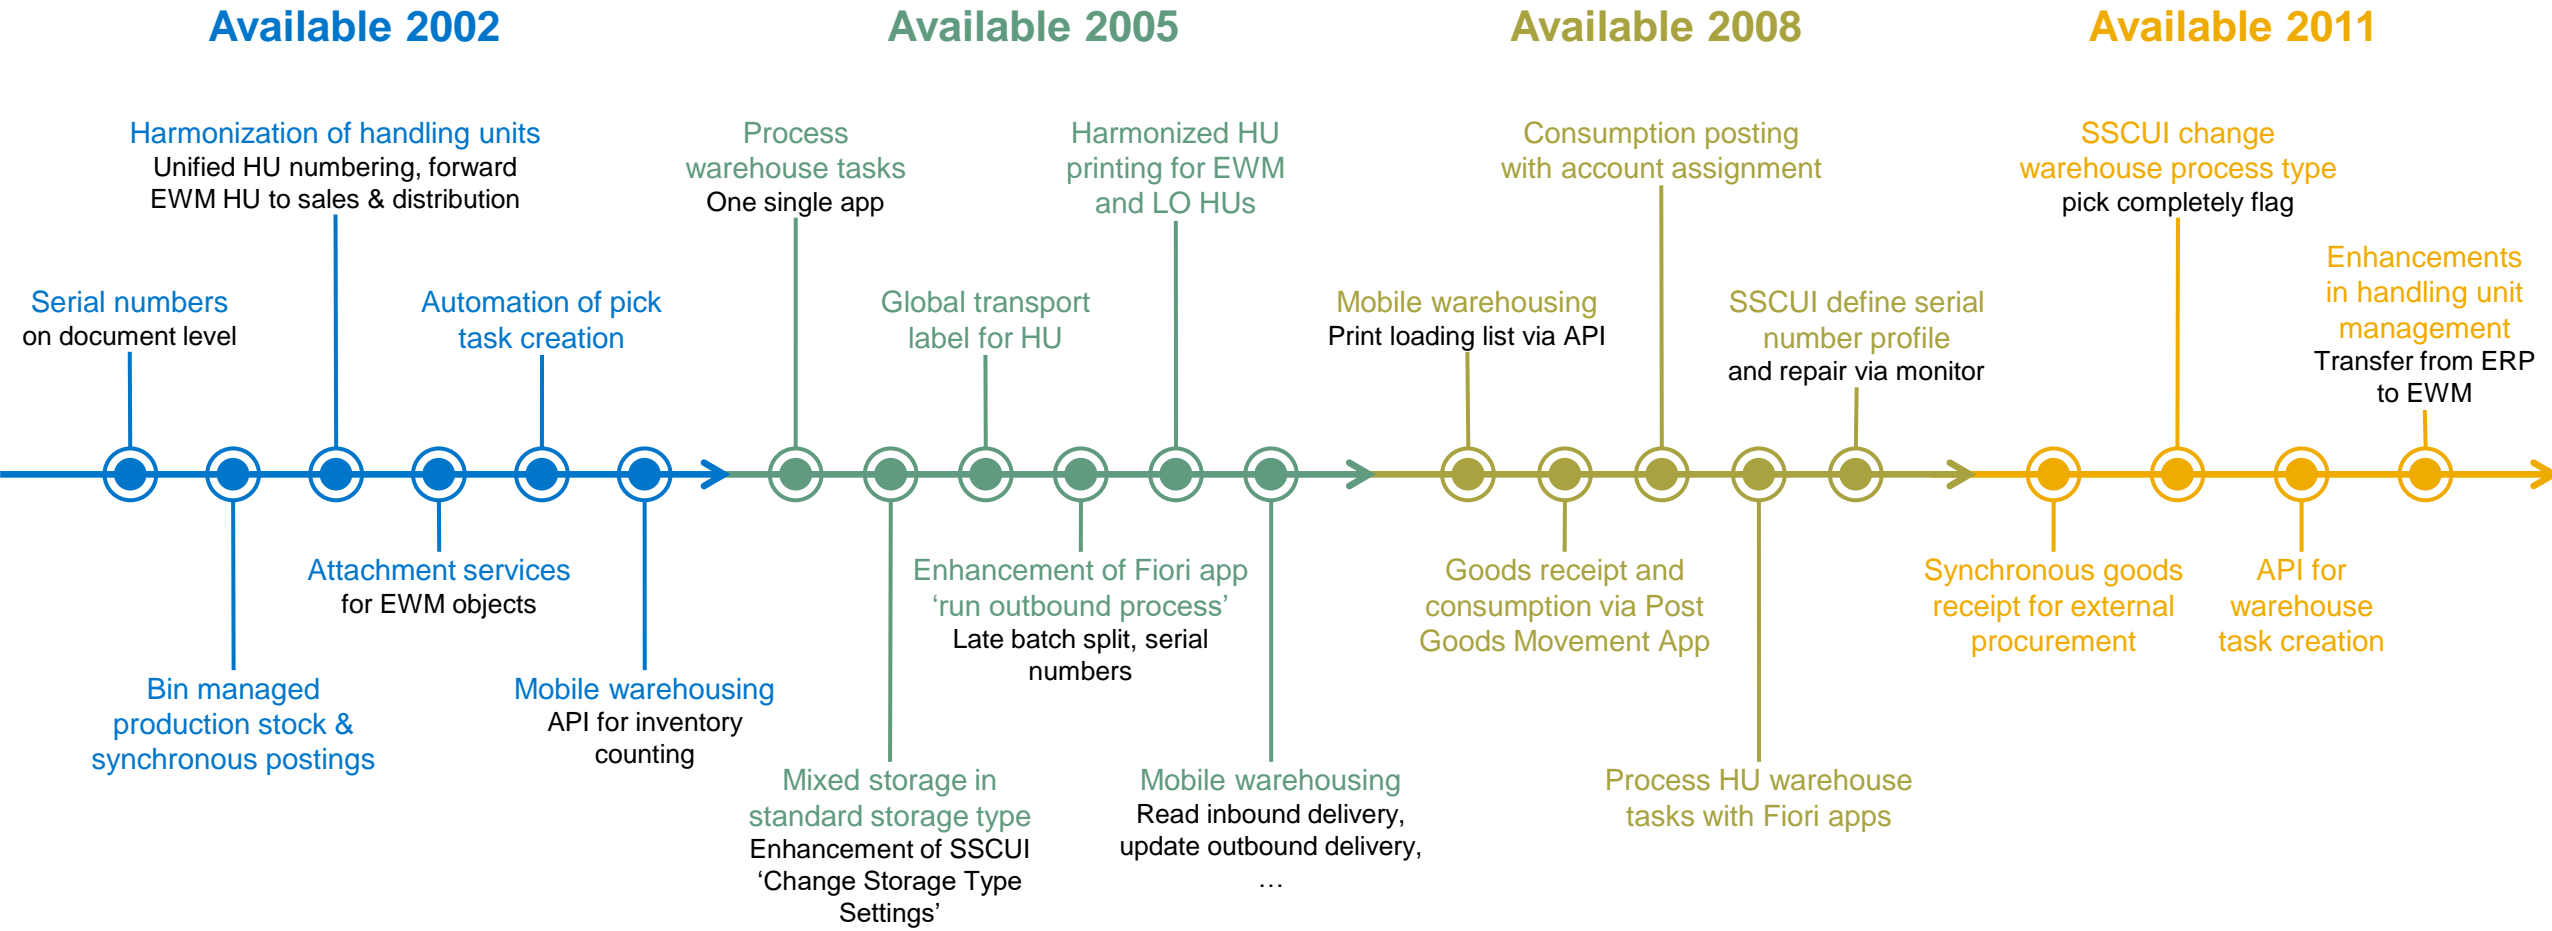 Available 2002
Available 2005
Available 2008
Available 2011
Harmonization of handling units
Unified HU numbering, forward
EWM HU to sales & distribution
Serial numbers
on document level
Automation of pick
task creation
Attachment services
for EWM objects
Bin managed
production stock &
synchronous postings
Mobile warehousing
API for inventory
counting
Process
warehouse tasks
One single app
Harmonized HU
printing for EWM
and LO HUs
Global transport
label for HU
Enhancement of Fiori app
‘run outbound process’
Late batch split, serial
numbers
Mixed storage in
standard storage type
Enhancement of SSCUI
‘Change Storage Type
Settings’
Mobile warehousing
Read inbound delivery,
update outbound delivery,
…
Consumption posting
with account assignment
Mobile warehousing
Print loading list via API
SSCUI define serial
number profile
and repair via monitor
Goods receipt and
consumption via Post
Goods Movement App
Process HU warehouse
tasks with Fiori apps
SSCUI change
warehouse process type
pick completely flag
Enhancements
in handling unit
management
Transfer from ERP
to EWM
Synchronous goods
receipt for external
procurement
API for
warehouse
task creation